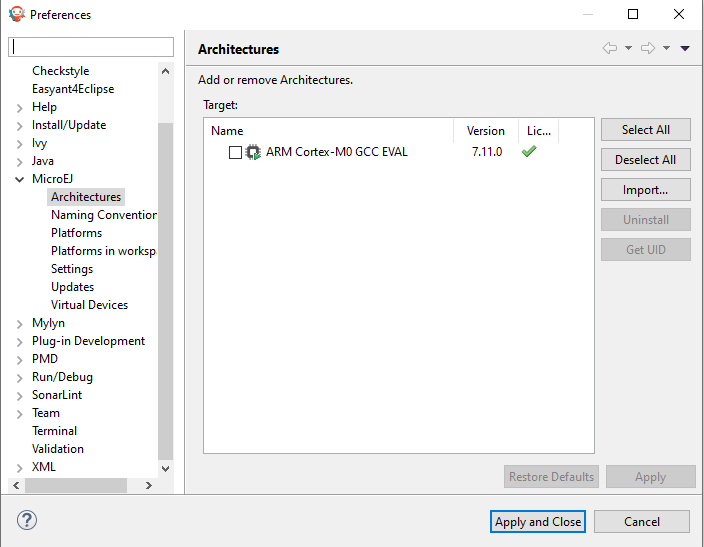 Preferences
Architectures
Checkstyle
Easyant4Eclipse
Help
Install/Update
Ivy
Java
MicroEJ
Architectures
Naming Convention
Platforms
Platforms in workspa
Settings
Updates
Virtual Devices
Mylyn
Plug-in Development
PMD
Run/Debug
SonarLint
Team
Terminal
Validation
XML
Add or remove Architectures.
Target:
Name Version Lic...
ARM Cortex-M0 GCC EVAL 7.11.0
Select All
Deselect All
Import...
Uninstall
Get UID
Restore Defaults Apply
? Apply and Close Cancel